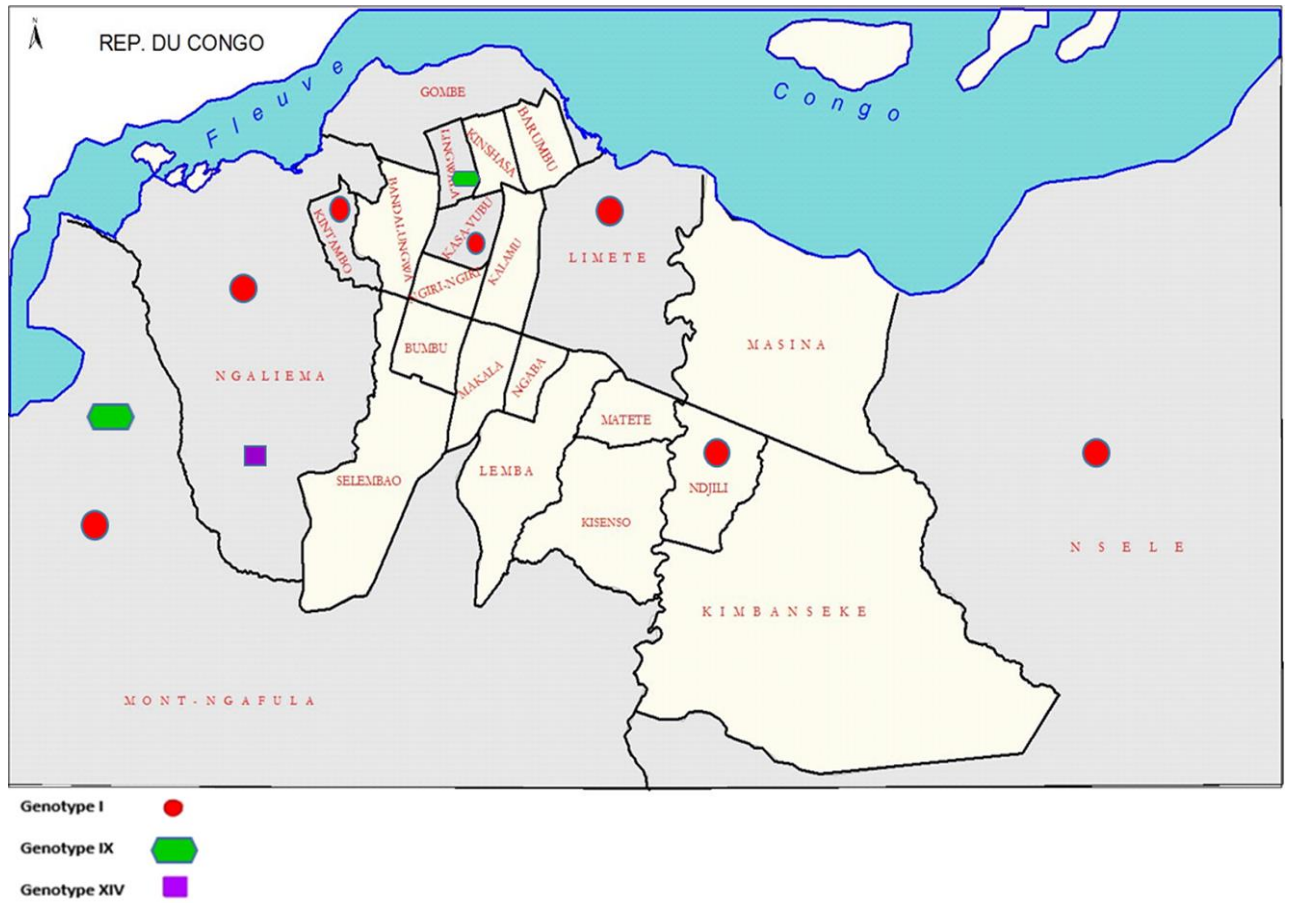 N
REP. DU CONGO
Fleuve
Congo
GOMBE
LINGWALA
KINSHASA
BARUMBU
KINTAMBO
BANDALUNGWA
KASA-VUBU
KALAMU
NGIRI-NGIRI
LIMETE
NGALIEMA
BUMBU
MAKALA
NGABA
MASINA
MATETE
SELEMBAO
LEMBA
NDJILI
KISENSO
NSELE
KIMBANSEKE
MONT-NGAFULA
Genotype I
Genotype IX
Genotype XIV